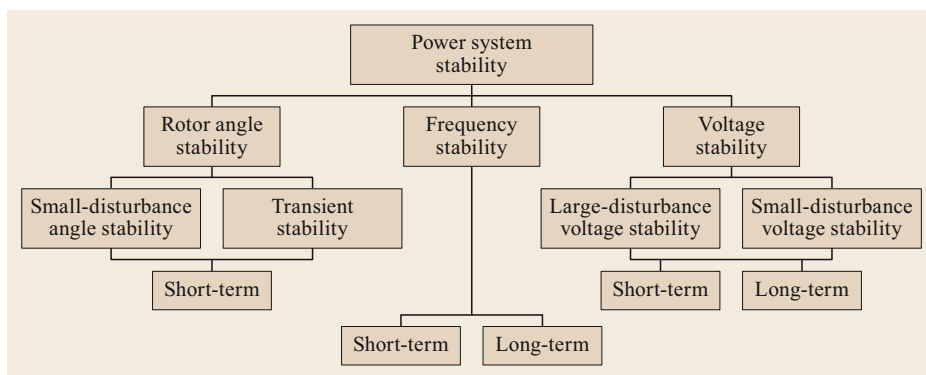 Power system
stability
Rotor angle
stability
Frequency
stability
Voltage
stability
Small-disturbance
angle stability
Transient
stability
Large-disturbance
voltage stability
Small-disturbance
voltage stability
Short-term
Short-term
Long-term
Short-term
Long-term